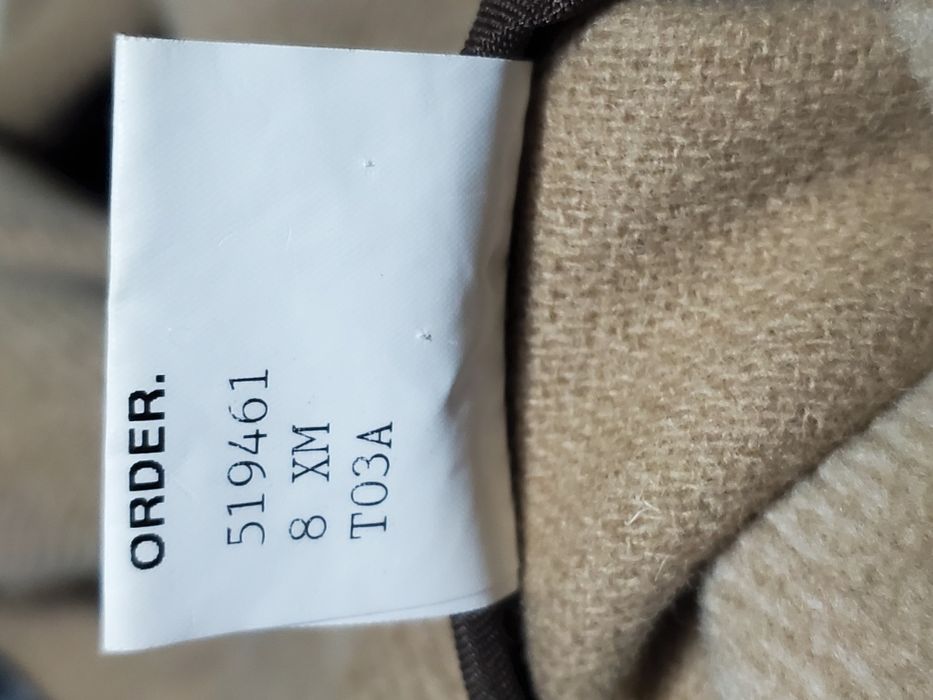 ORDER.
519461
8 XM
T03A